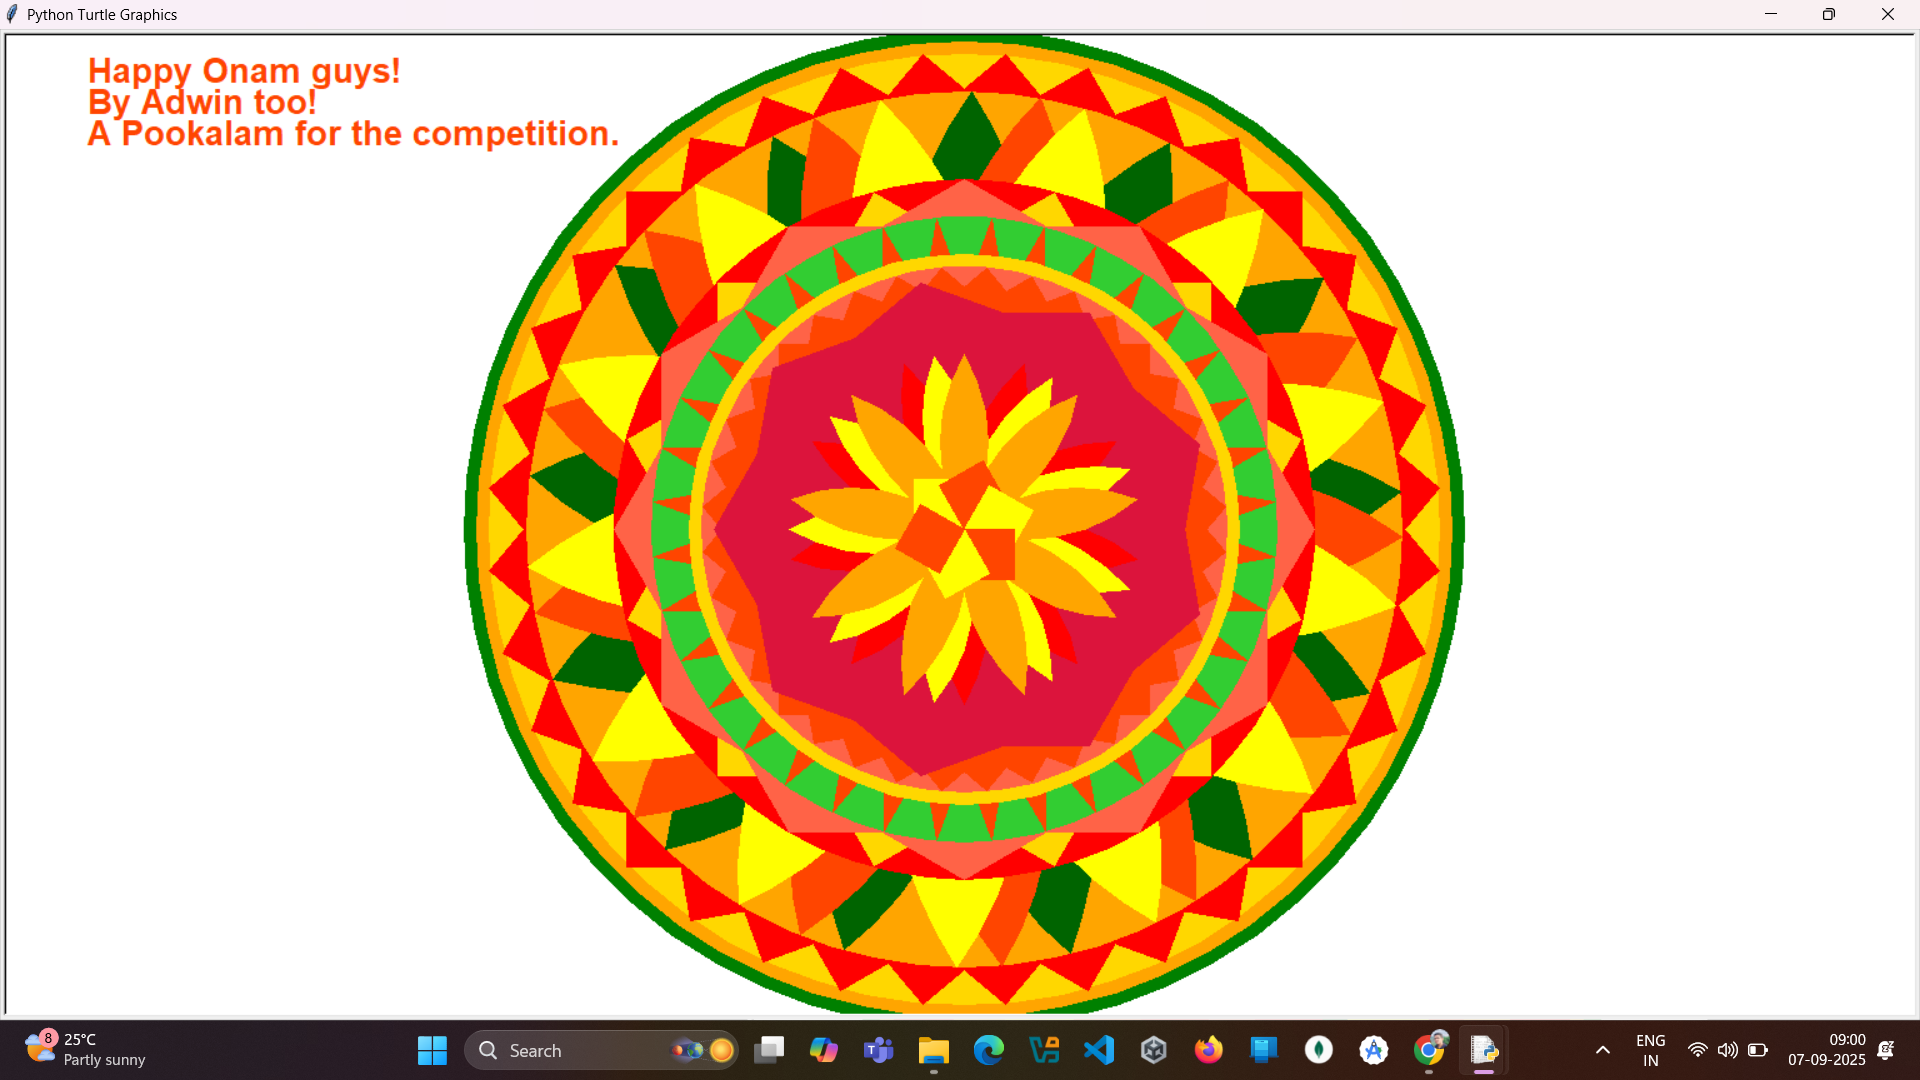 Python Turtle Graphics
Happy Onam guys!
By Adwin too!
A Pookalam for the competition.
8
25°C
Partly sunny
Search
ENG
IN
09:00
07-09-2025